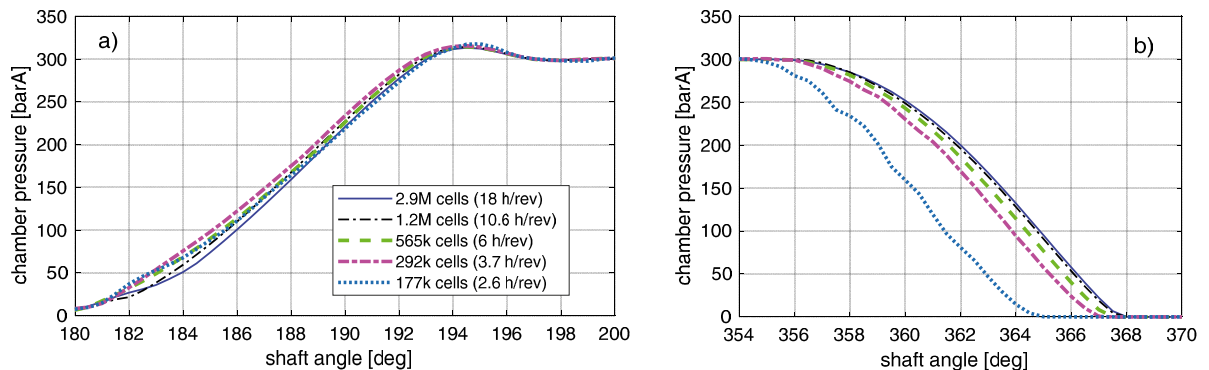 a)
350
300
250
200
150
100
50
0
chamber pressure [barA]
180 182 184 186 188 190 192 194 196 198 200
shaft angle [deg]
2.9M cells (18 h/rev)
1.2M cells (10.6 h/rev)
565k cells (6 h/rev)
292k cells (3.7 h/rev)
177k cells (2.6 h/rev)
b)
350
300
250
200
150
100
50
0
chamber pressure [barA]
354 356 358 360 362 364 366 368 370
shaft angle [deg]